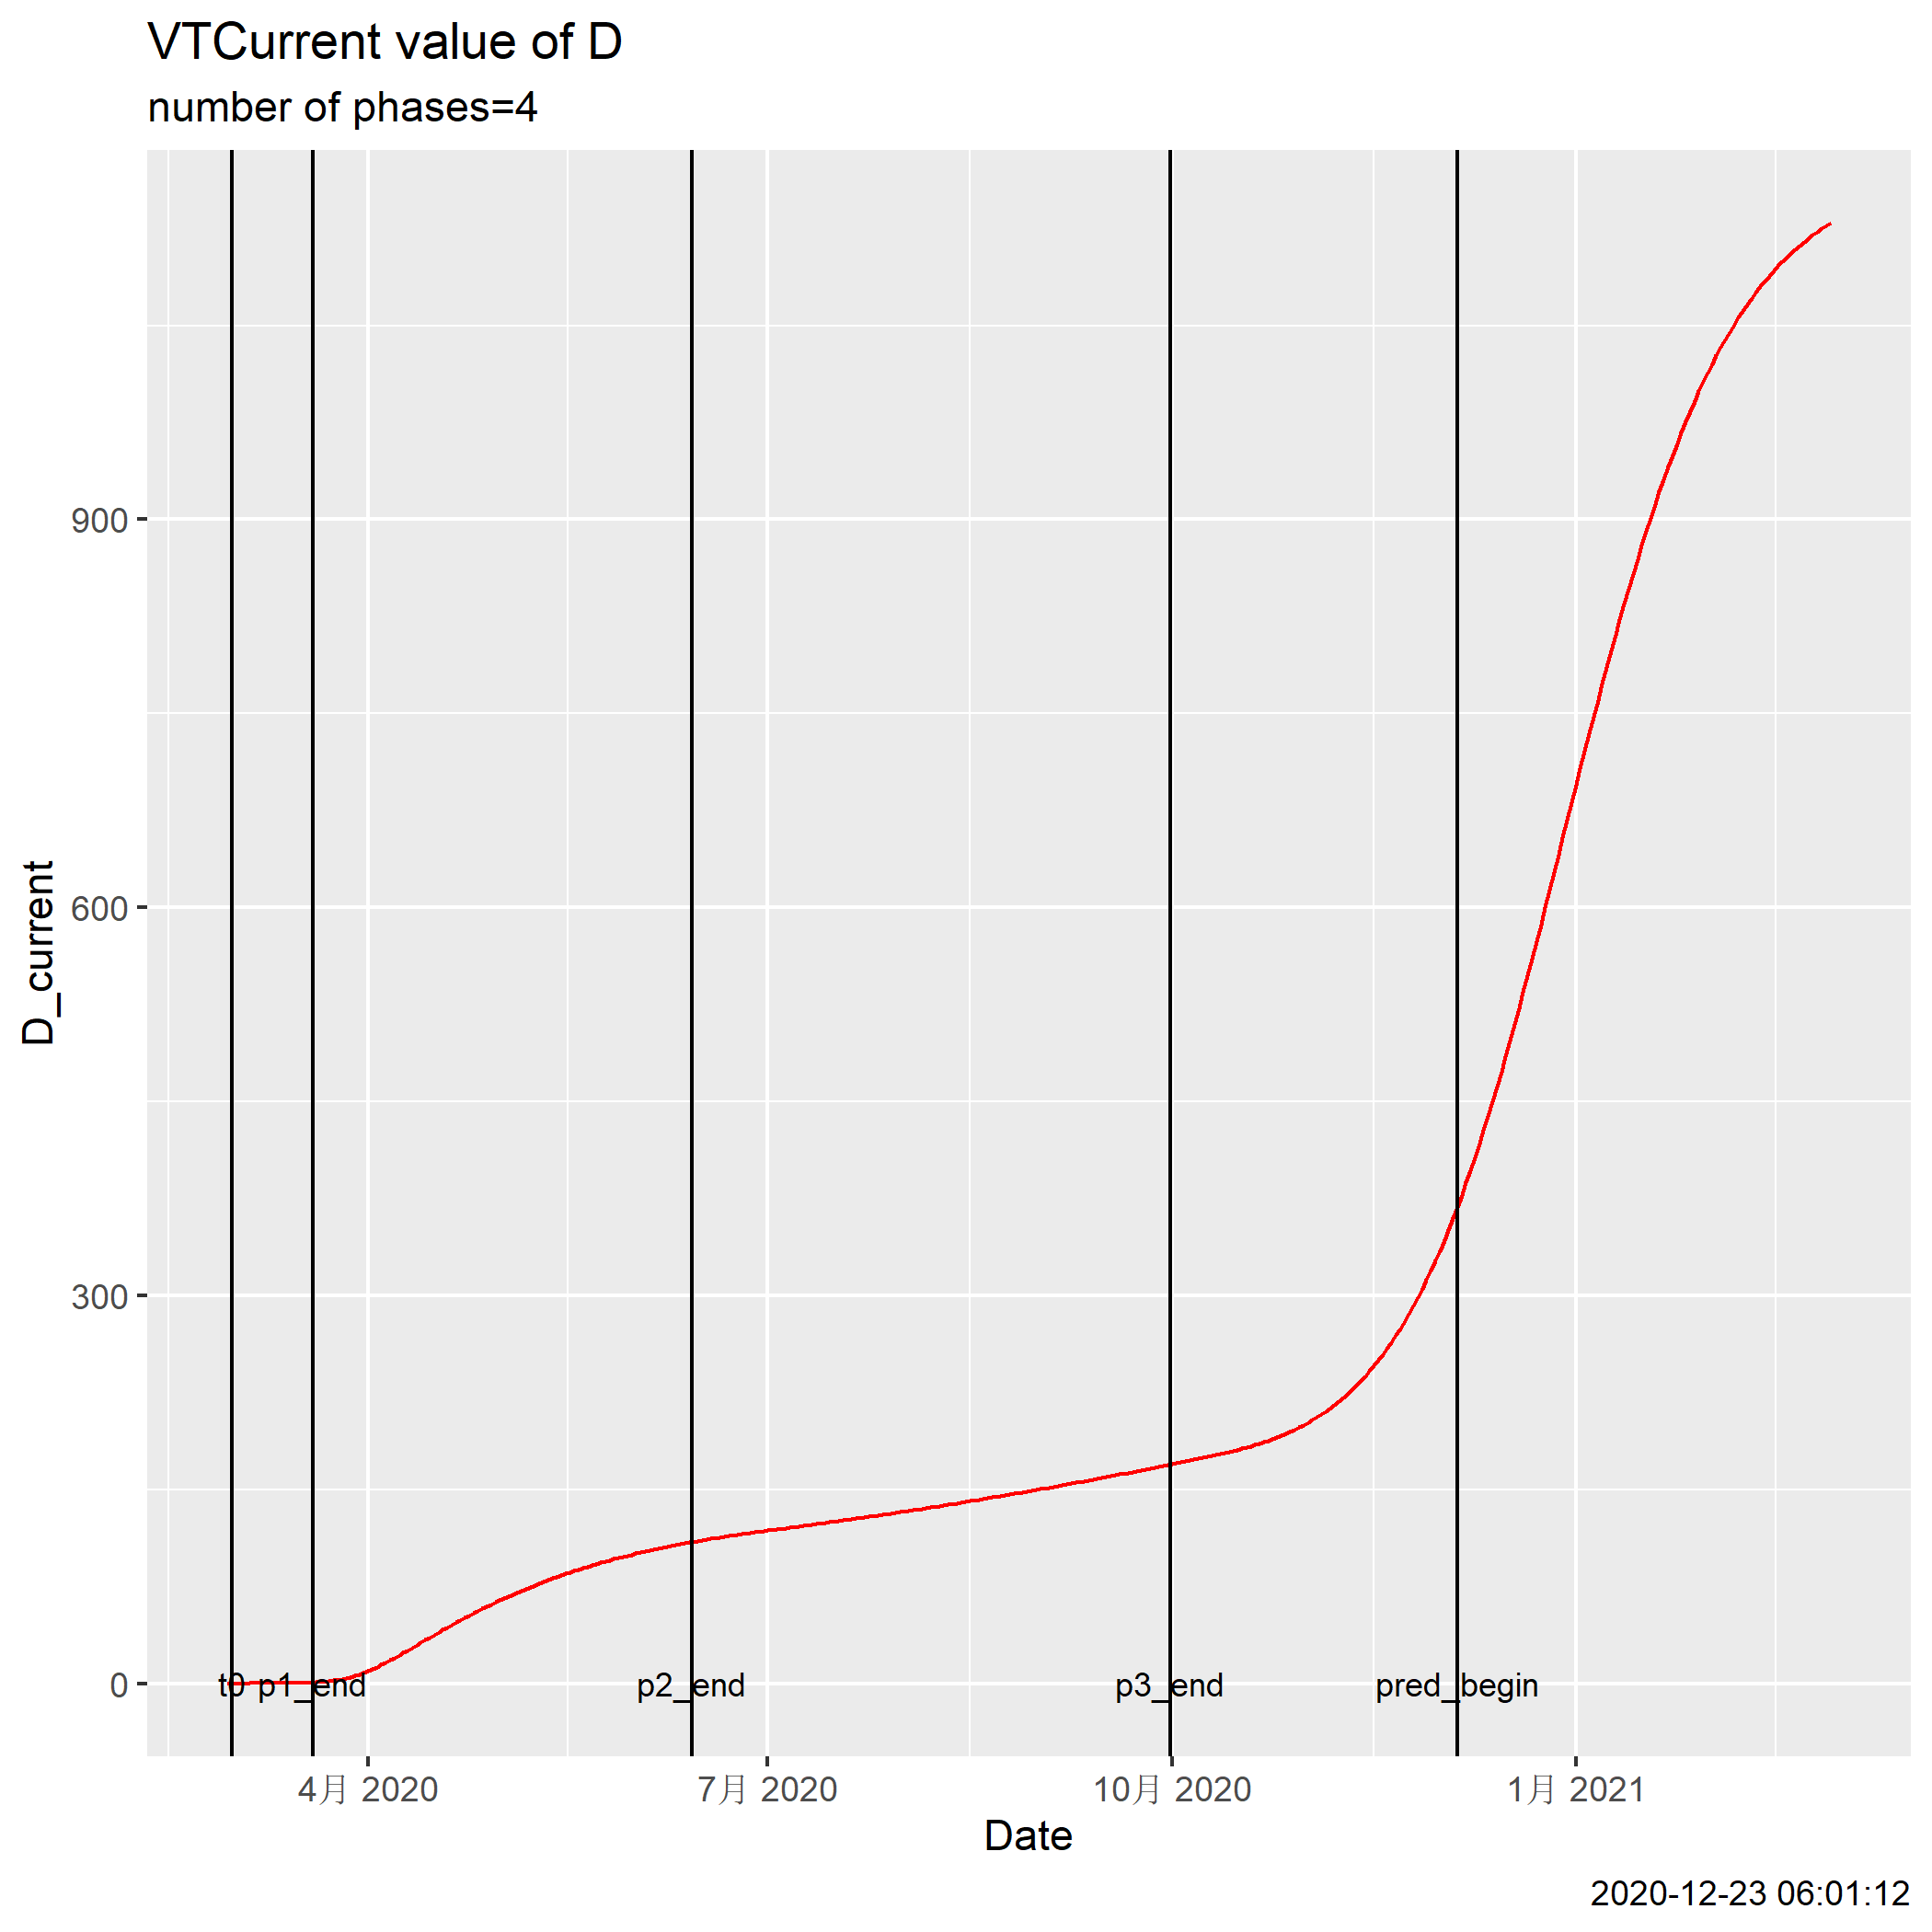 VTCurrent value of D
number of phases=4
D_current
900
600
300
0
t0 p1_end p2_end p3_end pred_begin
4月 2020 7月 2020 10月 2020 1月 2021
Date
2020-12-23 06:01:12